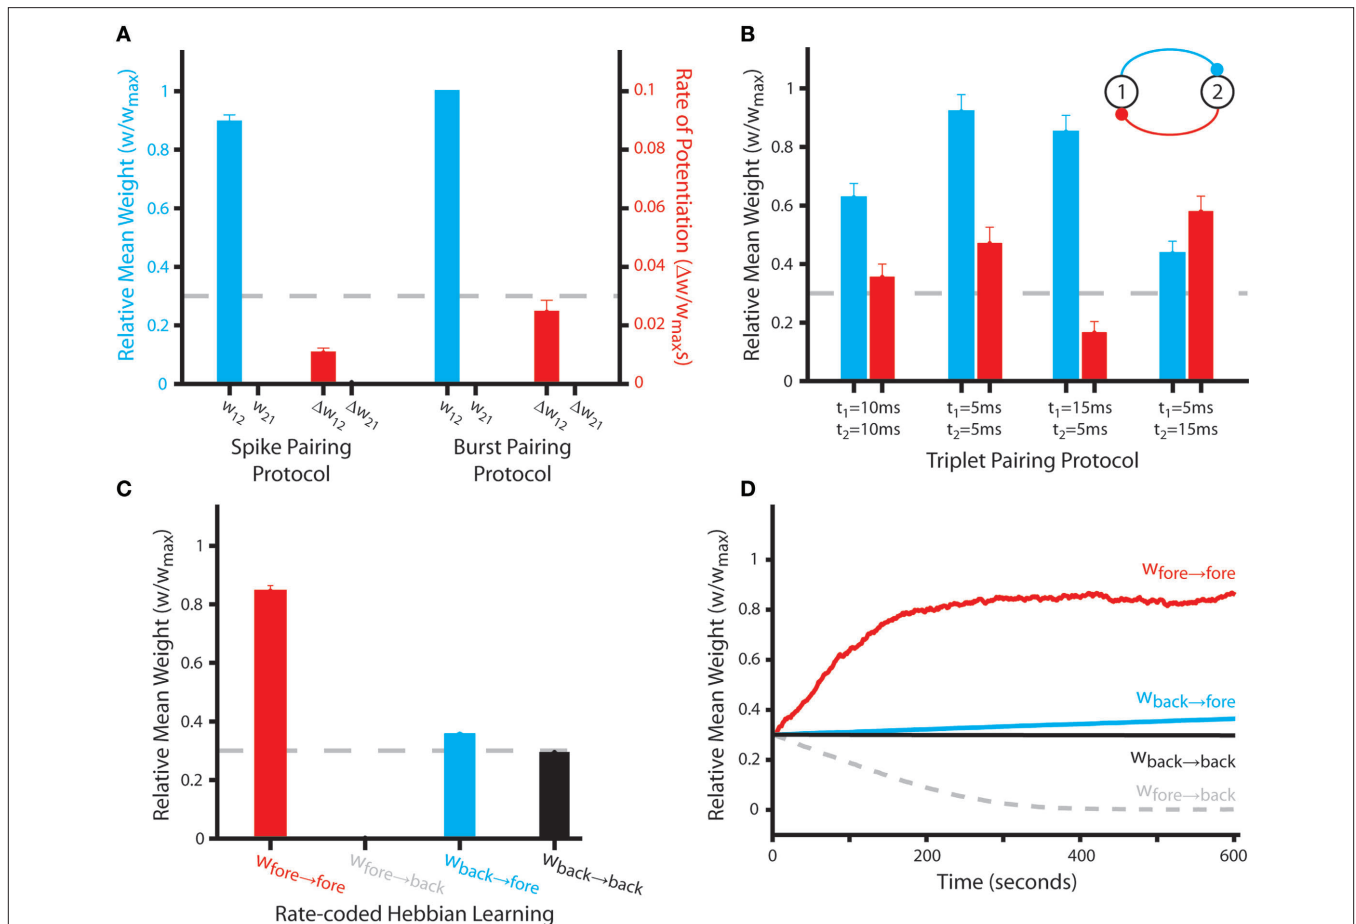 A
Relative Mean Weight (w/wmax)
1
0.8
0.6
0.4
0.2
0
0.1
0.08
0.06
0.04
0.02
0
Rate of Potentiation (Δw/wmaxs)
w12
w21
Δw12
Δw21
w12
w21
Δw12
Δw21
Spike Pairing
Protocol
Burst Pairing
Protocol
B
Relative Mean Weight (w/wmax)
1
0.8
0.6
0.4
0.2
0
1
2
t1=10ms
t2=10ms
t1=5ms
t2=5ms
t1=15ms
t2=5ms
t1=5ms
t2=15ms
Triplet Pairing Protocol
C
Relative Mean Weight (w/wmax)
1
0.8
0.6
0.4
0.2
0
wfore→fore
wfore→back
wback→fore
wback→back
Rate-coded Hebbian Learning
D
Relative Mean Weight (w/wmax)
1
0.8
0.6
0.4
0.2
0
wfore→fore
wback→fore
wback→back
wfore→back
0
200
400
600
Time (seconds)